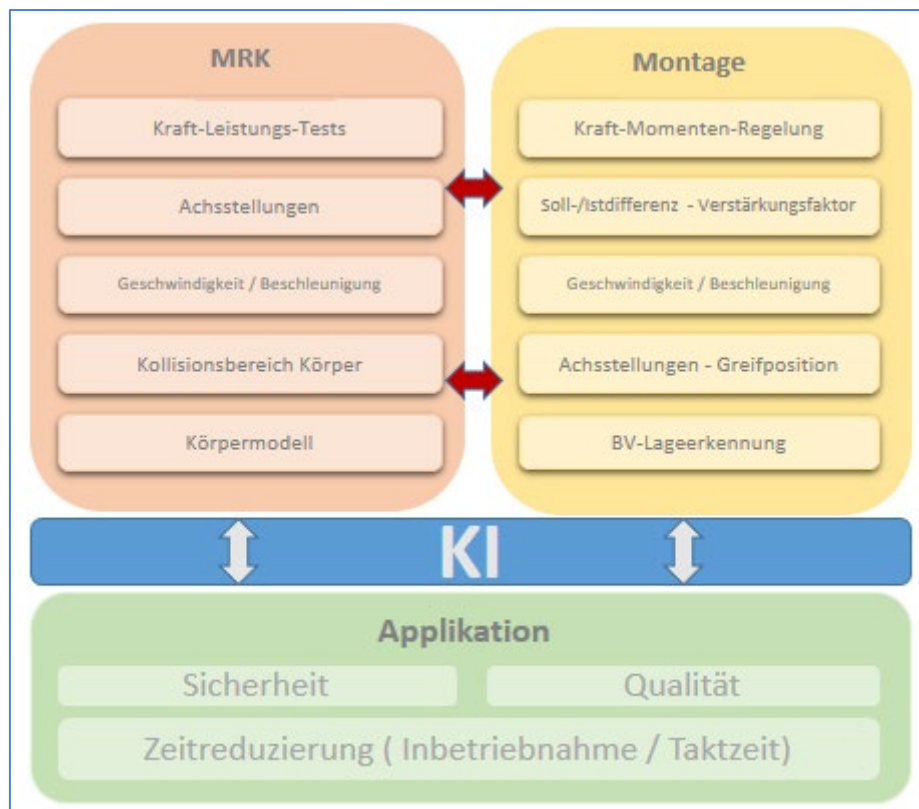 MRK
Kraft-Leistungs-Tests
Achsstellungen
Geschwindigkeit / Beschleunigung
Kollisionsbereich Körper
Körpermodell
Montage
Kraft-Momenten-Regelung
Soll-/Istdifferenz - Verstärkungsfaktor
Geschwindigkeit / Beschleunigung
Achsstellungen - Greifposition
BV-Lageerkennung
KI
Applikation
Sicherheit
Qualität
Zeitreduzierung ( Inbetriebnahme / Taktzeit)